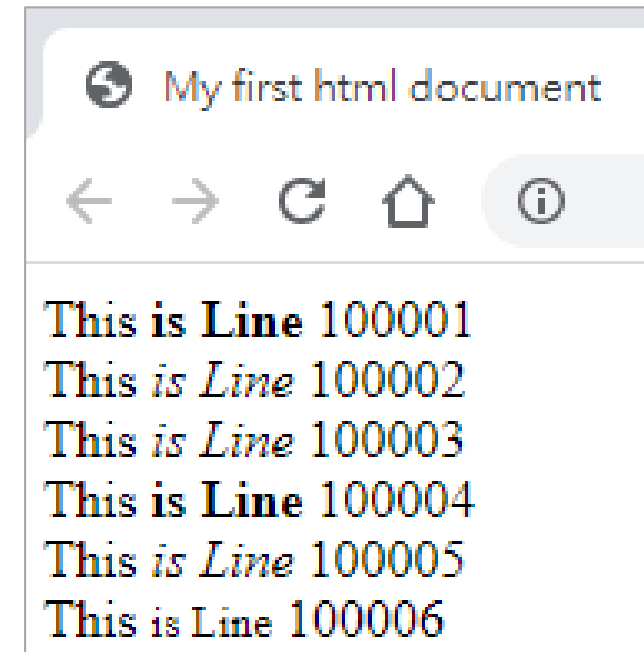 My first html document
This is Line 100001
This is Line 100002
This is Line 100003
This is Line 100004
This is Line 100005
This is Line 100006